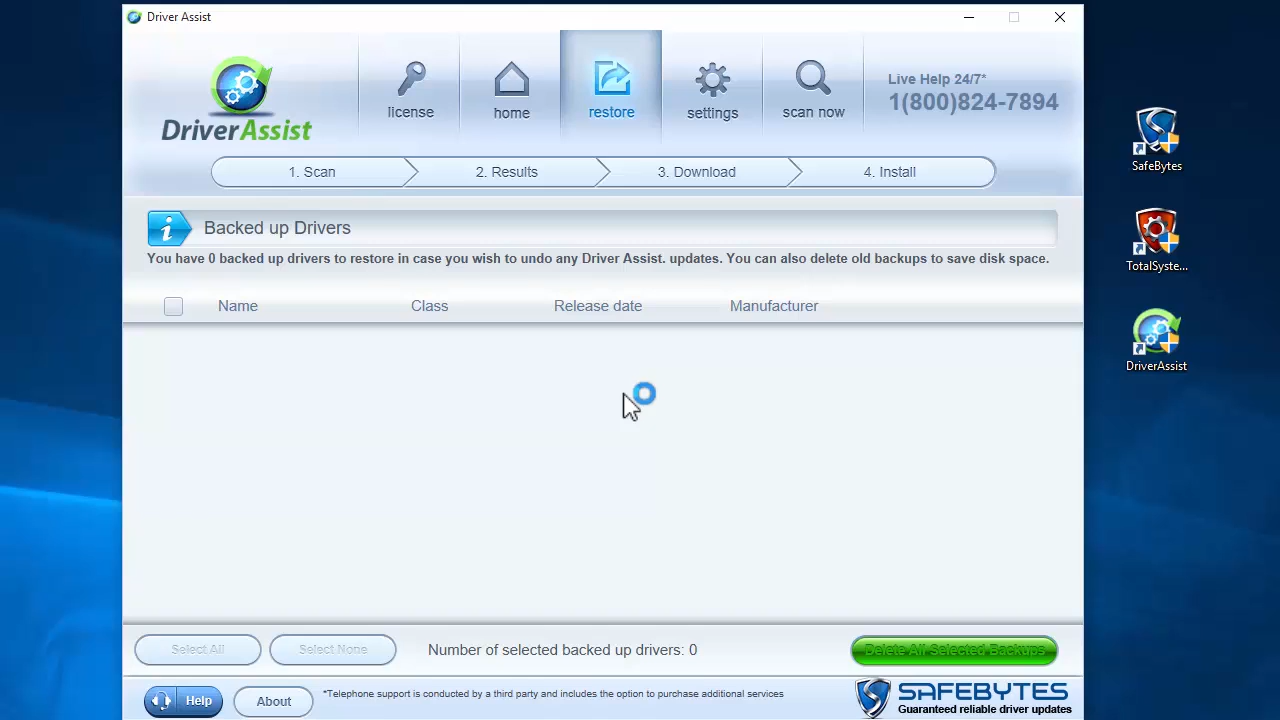 Driver Assist
DriverAssist
license
home
restore
settings
scan now
Live Help 24/7*
1(800)824-7894
1. Scan
2. Results
3. Download
4. Install
Backed up Drivers
You have 0 backed up drivers to restore in case you wish to undo any Driver Assist. updates. You can also delete old backups to save disk space.
Name
Class
Release date
Manufacturer
Select All
Select None
Number of selected backed up drivers: 0
Delete All Selected Backups
Help
About
*Telephone support is conducted by a third party and includes the option to purchase additional services
SAFEBYTES
Guaranteed reliable driver updates
SafeBytes
TotalSyste...
DriverAssist